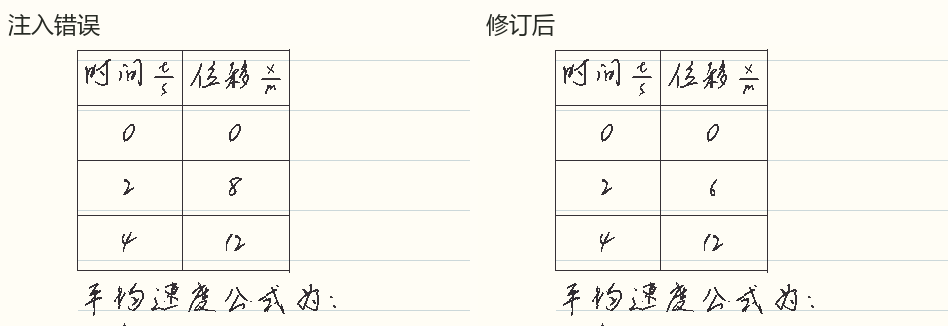 注入错误
时间 t/s 位移 x/m
0 0
2 8
4 12
平均速度公式为：
修订后
时间 t/s 位移 x/m
0 0
2 6
4 12
平均速度公式为：